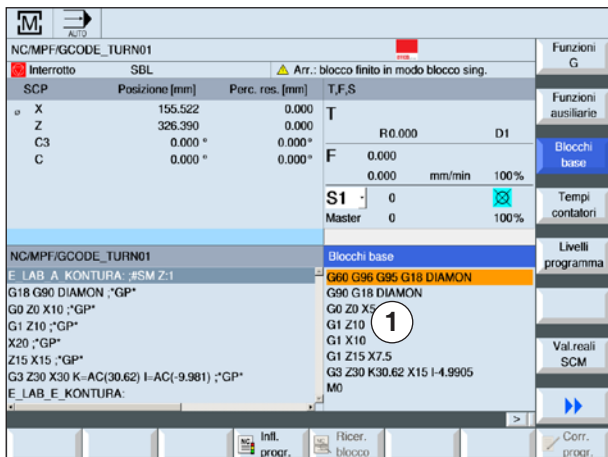 M
AUTO
NC/MPF/GCODE_TURN01
Interrotto SBL
Arr.: blocco finito in modo blocco sing.
SCP Posizione [mm] Perc. res. [mm]
ø X 155.522 0.000
Z 326.390 0.000
C3 0.000 ° 0.000°
C 0.000 ° 0.000°
T,F,S
T
R0.000 D1
F 0.000
0.000 mm/min 100%
S1 0
Master 0 100%
NC/MPF/GCODE_TURN01
E_LAB_A_KONTURA: ;#SM Z:1
G18 G90 DIAMON ;*GP*
G0 Z0 X10 ;*GP*
G1 Z10 ;*GP*
X20 ;*GP*
Z15 X15 ;*GP*
G3 Z30 X30 K=AC(30.62) I=AC(-9.981) ;*GP*
E_LAB_E_KONTURA:
Blocchi base
G60 G96 G95 G18 DIAMON
G90 G18 DIAMON
G0 Z0 X5
G1 Z10
1
G1 X10
G1 Z15 X7.5
G3 Z30 K30.62 X15 I-4.9905
M0
>
Funzioni
G
Funzioni
ausiliarie
Blocchi
base
Tempi
contatori
Livelli
programma
Val.reali
SCM
NC
Infl.
progr.
NC
Ricer.
blocco
Corr.
progr.